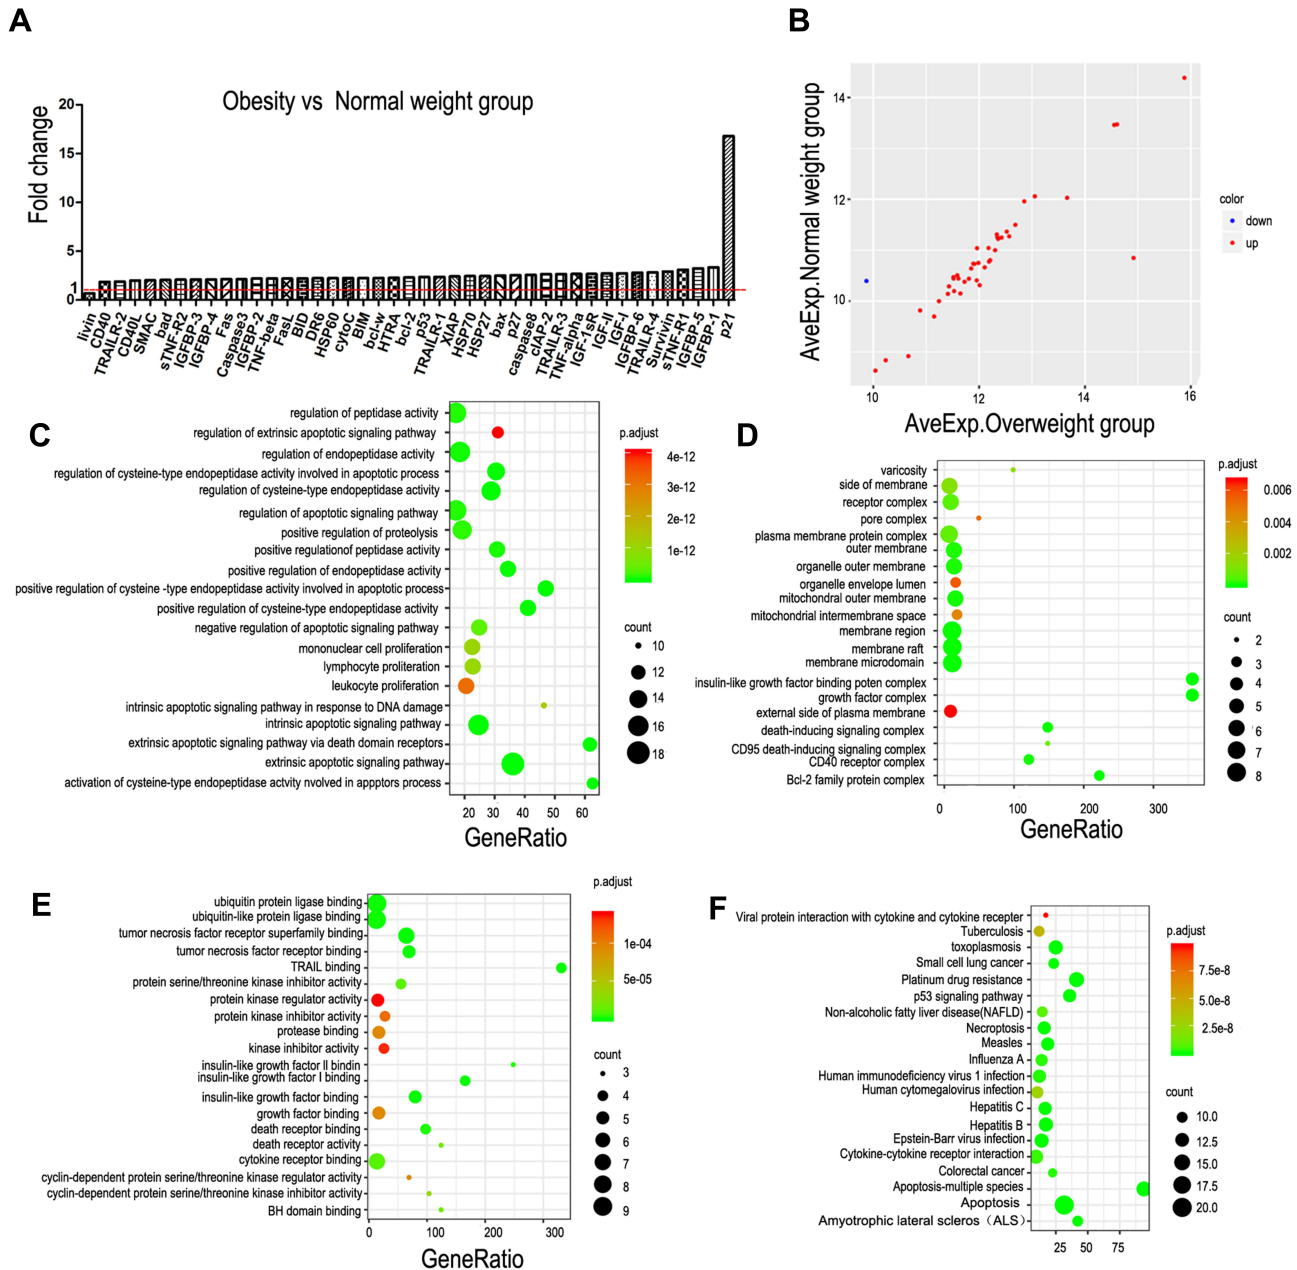 A
Obesity vs Normal weight group
Fold change
20
15
10
5
1
0
livin
CD40
TRAILR-2
CD40L
SMAC
bad
sTNF-R2
IGFBP-3
IGFBP-4
Fas
Caspase3
IGFBP-2
TNF-beta
FasL
BID
DR6
HSP60
cytoC
BIM
bcl-w
HTRA
bcl-2
p53
TRAILR-1
XIAP
HSP70
HSP27
bax
p27
caspase8
cIAP-2
TRAILR-3
TNF-alpha
IGF-1sR
IGF-II
IGF-I
IGFBP-6
TRAILR-4
Survivin
sTNF-R1
IGFBP-5
IGFBP-1
p21
B
AveExp.Normal weight group
14
12
10
10
12
14
16
AveExp.Overweight group
color
down
up
C
regulation of peptidase activity
regulation of extrinsic apoptotic signaling pathway
regulation of endopeptidase activity
regulation of cysteine-type endopeptidase activity involved in apoptotic process
regulation of cysteine-type endopeptidase activity
regulation of apoptotic signaling pathway
positive regulation of proteolysis
positive regulationof peptidase activity
positive regulation of endopeptidase activity
positive regulation of cysteine -type endopeptidase activity involved in apoptotic process
positive regulation of cysteine-type endopeptidase activity
negative regulation of apoptotic signaling pathway
mononuclear cell proliferation
lymphocyte proliteration
leukocyte proliferation
intrinsic apoptotic signaling pathway in response to DNA damage
intrinsic apoptotic signaling pathway
extrinsic apoptotic signaling pathway via death domain receptors
extrinsic apoptotic signaling pathway
activation of cysteine-type endopeptidase actvity nvolved in apptors process
20
30
40
50
60
GeneRatio
p.adjust
4e-12
3e-12
2e-12
1e-12
count
10
12
14
16
18
D
varicosity
side of membrane
receptor complex
pore complex
plasma membrane protein complex
outer membrane
organelle outer membrane
organelle envelope lumen
mitochondrial outer membrane
mitochondrial intermembrane space
membrane region
membrane raft
membrane microdomain
insulin-like growth factor binding poten complex
growth factor complex
external side of plasma membrane
death-inducing signaling complex
CD95 death-inducing signaling complex
CD40 receptor complex
Bcl-2 family protein complex
0
100
200
300
GeneRatio
p.adjust
0.006
0.004
0.002
count
2
3
4
5
6
7
8
E
ubiquitin protein ligase binding
ubiquitin-like protein ligase binding
tumor necrosis factor receptor superfamily binding
tumor necrosis factor receptor binding
TRAIL binding
protein serine/threonine kinase inhibitor activity
protein kinase regulator activity
protein kinase inhibitor activity
protease binding
kinase inhibitor activity
insulin-like growth factor II bindin
insulin-like growth factor I binding
insulin-like growth factor binding
growth factor binding
death receptor binding
death receptor activity
cytokine receptor binding
cyclin-dependent protein serine/threonine kinase regulator activity
cyclin-dependent protein serine/threonine kinase inhibitor activity
BH domain binding
0
100
200
300
GeneRatio
p.adjust
1e-04
5e-05
count
3
4
5
6
7
8
9
F
Viral protein interaction with cytokine and cytokine recepter
Tuberculosis
toxoplasmosis
Small cell lung cancer
Platinum drug resistance
p53 signaling pathway
Non-alcoholic fatty liver disease(NAFLD)
Necroptosis
Measles
Influenza A
Human immunodeficiency virus 1 infection
Human cytomegalovirus infection
Hepatitis C
Hepatitis B
Epstein-Barr virus infection
Cytokine-cytokine receptor interaction
Colorectal cancer
Apoptosis-multiple species
Apoptosis
Amyotrophic lateral scleros（ALS）
25
50
75
p.adjust
7.5e-8
5.0e-8
2.5e-8
count
10.0
12.5
15.0
17.5
20.0